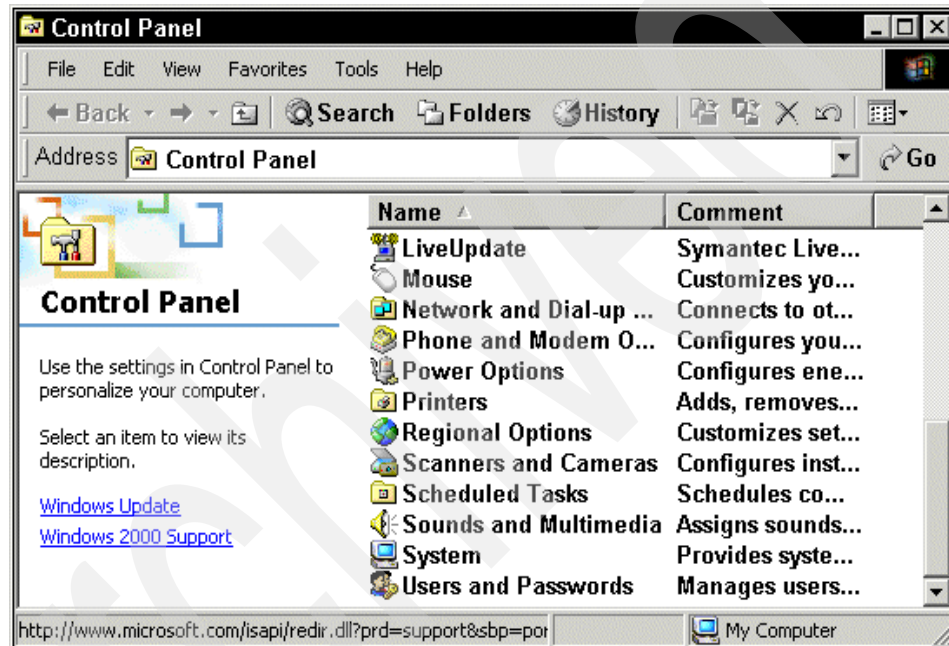 Control Panel
File Edit View Favorites Tools Help
Back Search Folders History
Address Control Panel Go
Name Comment
LiveUpdate Symantec Live...
Mouse Customizes yo...
Network and Dial-up ... Connects to ot...
Phone and Modem O... Configures you...
Power Options Configures ene...
Printers Adds, removes...
Regional Options Customizes set...
Scanners and Cameras Configures inst...
Scheduled Tasks Schedules co...
Sounds and Multimedia Assigns sounds...
System Provides syste...
Users and Passwords Manages users...
Control Panel
Use the settings in Control Panel to
personalize your computer.
Select an item to view its
description.
Windows Update
Windows 2000 Support
http://www.microsoft.com/isapi/redir.dll?prd=support&sbp=por
My Computer